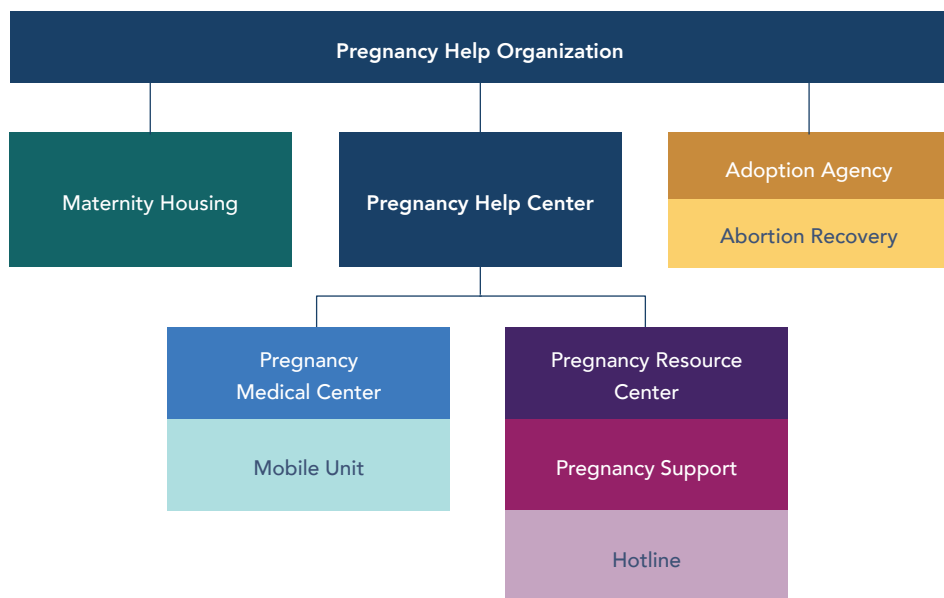 Pregnancy Help Organization
Maternity Housing
Pregnancy Help Center
Adoption Agency
Abortion Recovery
Pregnancy
Medical Center
Mobile Unit
Pregnancy Resource
Center
Pregnancy Support
Hotline